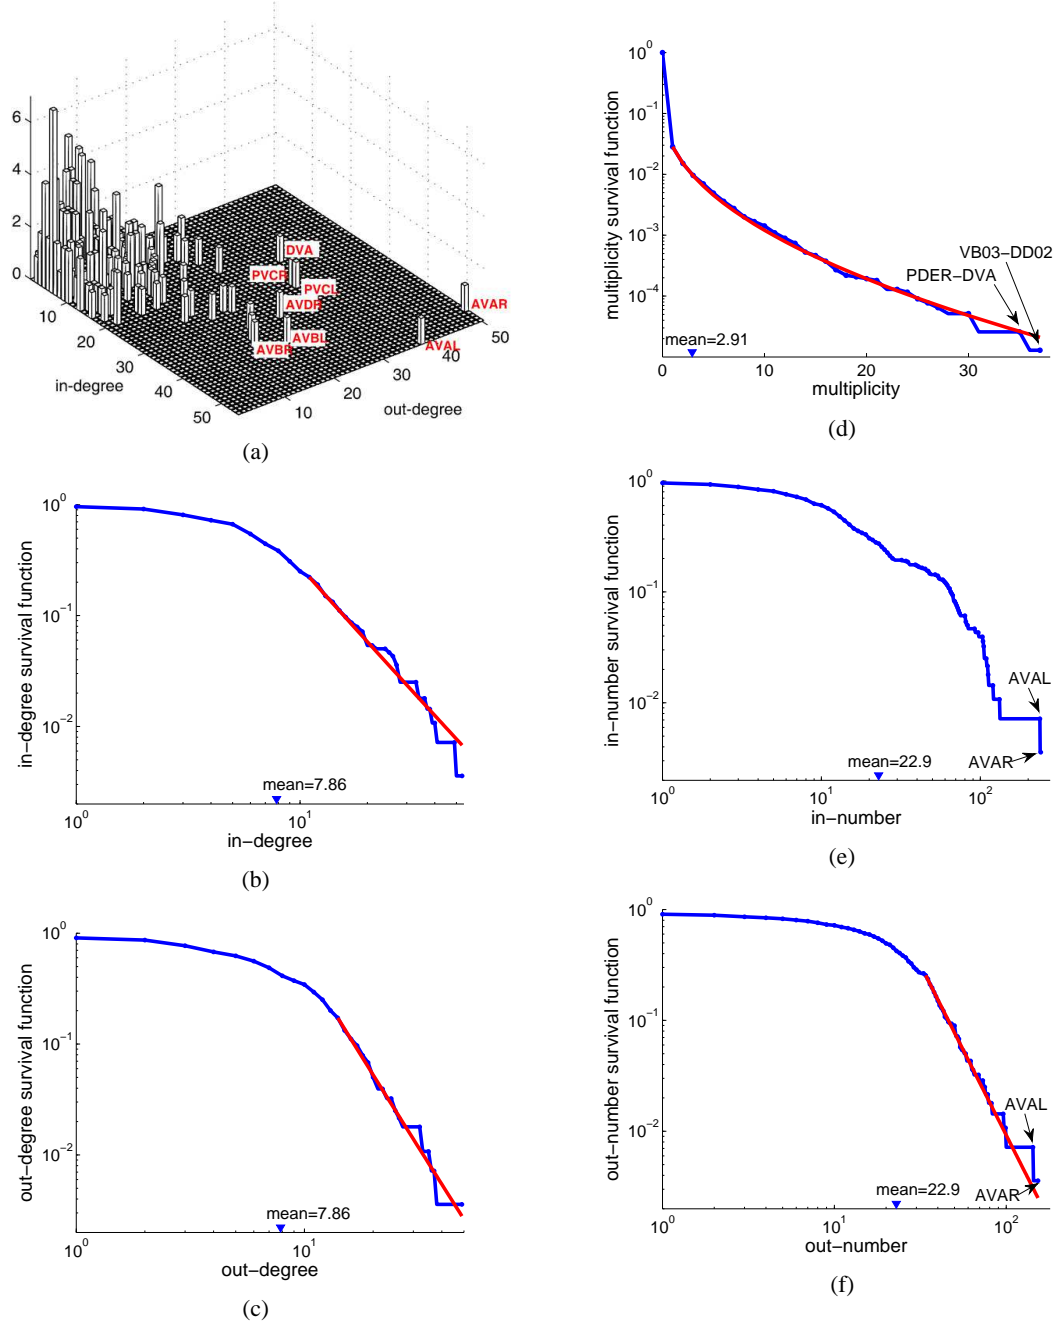 6
4
2
0
10
20
30
40
50
in-degree
10
20
30
40
50
out-degree
DVA
PVCR
PVCL
AVDR
AVBL
AVBR
AVAL
AVAR
(a)
10^0
10^-1
10^-2
in-degree survival function
mean=7.86
10^0
10^1
in-degree
(b)
10^0
10^-1
10^-2
out-degree survival function
mean=7.86
10^0
10^1
out-degree
(c)
10^0
10^-1
10^-2
10^-3
10^-4
multiplicity survival function
VB03-DD02
PDER-DVA
mean=2.91
0
10
20
30
multiplicity
(d)
10^0
10^-1
10^-2
in-number survival function
AVAL
AVAR
mean=22.9
10^0
10^1
10^2
in-number
(e)
10^0
10^-1
10^-2
out-number survival function
AVAL
AVAR
mean=22.9
10^0
10^1
10^2
out-number
(f)